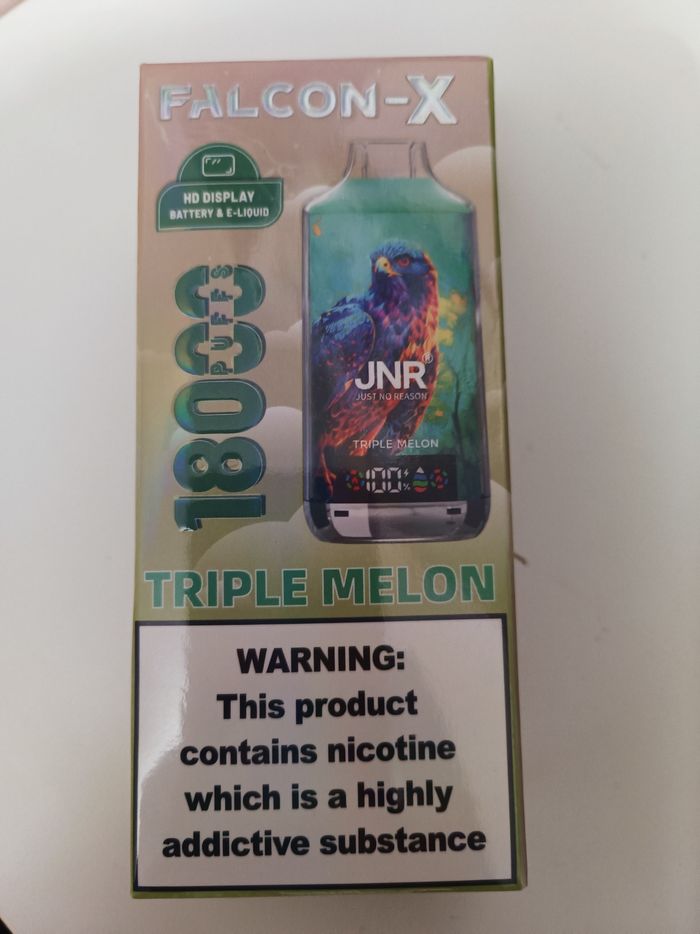 FALCON-X
HD DISPLAY
BATTERY & E-LIQUID
18000
PUFFS
JNR®
JUST NO REASON
TRIPLE MELON
100%
TRIPLE MELON
WARNING:
This product
contains nicotine
which is a highly
addictive substance